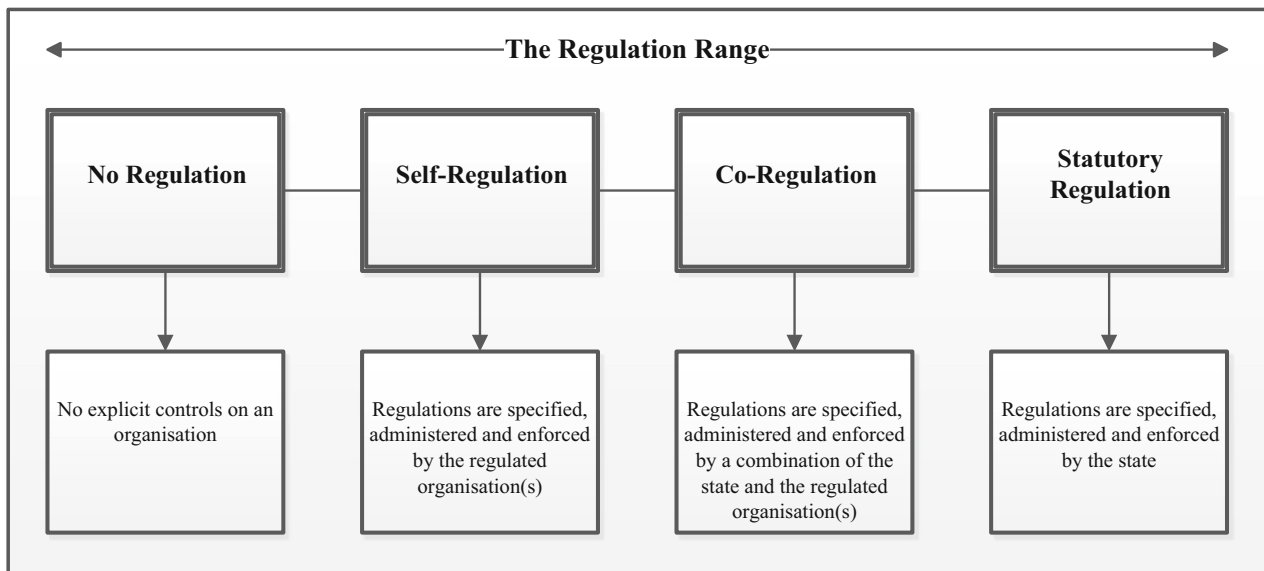 The Regulation Range
No Regulation
Self-Regulation
Co-Regulation
Statutory
Regulation
No explicit controls on an
organisation
Regulations are specified,
administered and enforced
by the regulated
organisation(s)
Regulations are specified,
administered and enforced
by a combination of the
state and the regulated
organisation(s)
Regulations are specified,
administered and enforced
by the state